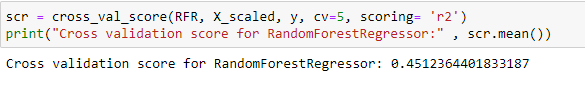 scr = cross_val_score(RFR, X_scaled, y, cv=5, scoring= 'r2')
print("Cross validation score for RandomForestRegressor:" , scr.mean())
Cross validation score for RandomForestRegressor: 0.4512364401833187